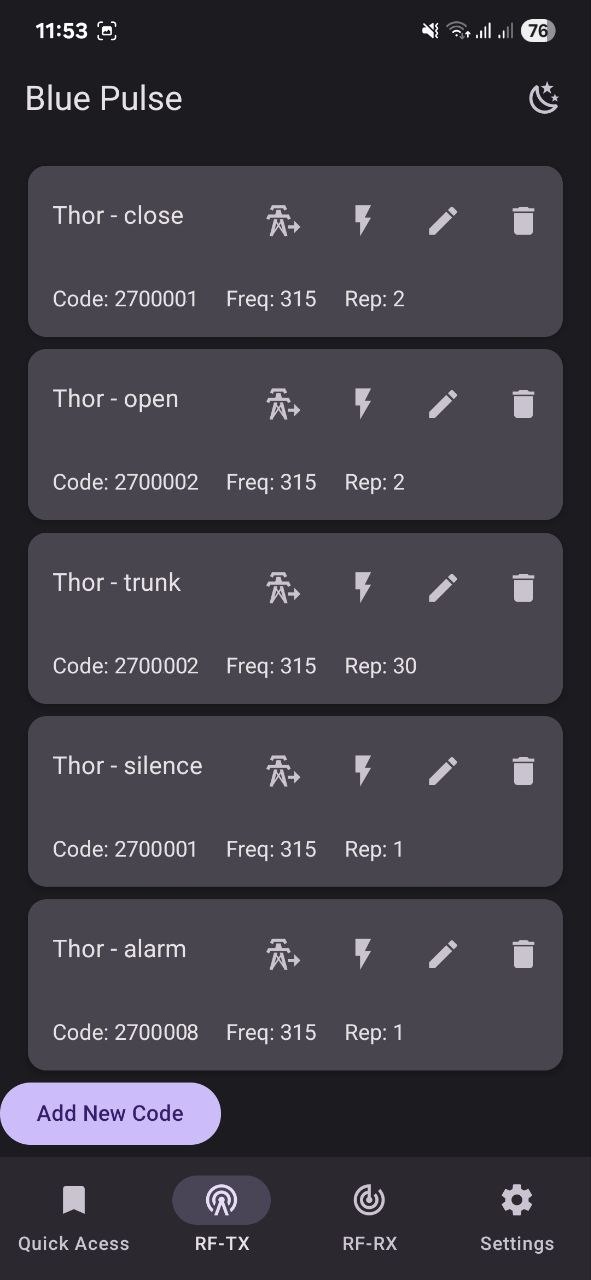 11:53 76
Blue Pulse
Thor - close
Code: 2700001 Freq: 315 Rep: 2
Thor - open
Code: 2700002 Freq: 315 Rep: 2
Thor - trunk
Code: 2700002 Freq: 315 Rep: 30
Thor - silence
Code: 2700001 Freq: 315 Rep: 1
Thor - alarm
Code: 2700008 Freq: 315 Rep: 1
Add New Code
Quick Acess RF-TX RF-RX Settings